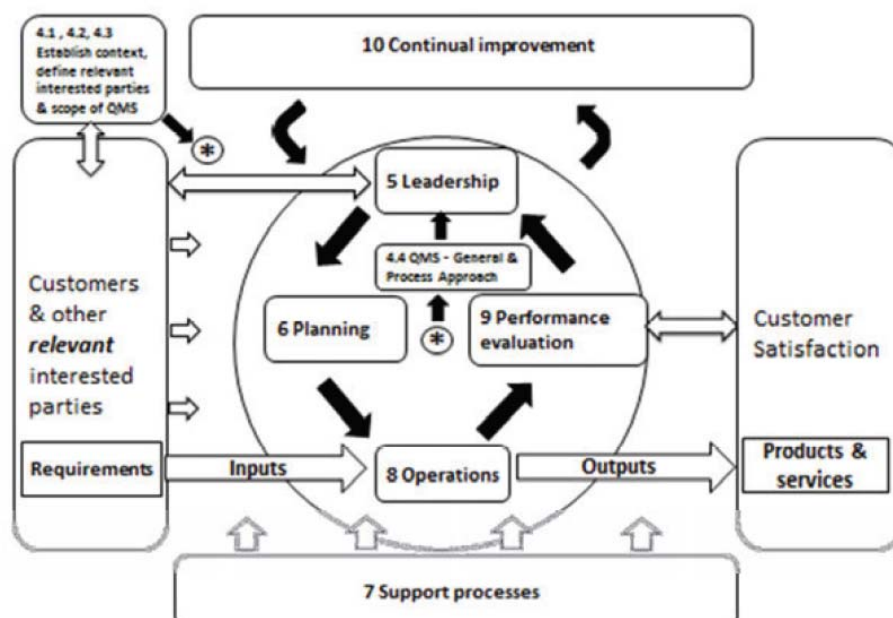 4.1 , 4.2, 4.3
Establish context,
define relevant
interested parties
& scope of QMS
10 Continual improvement
*
5 Leadership
4.4 QMS - General &
Process Approach
Customers
& other
relevant
interested
parties
6 Planning
*
9 Performance
evaluation
Customer
Satisfaction
Requirements
Inputs
8 Operations
Outputs
Products &
services
7 Support processes